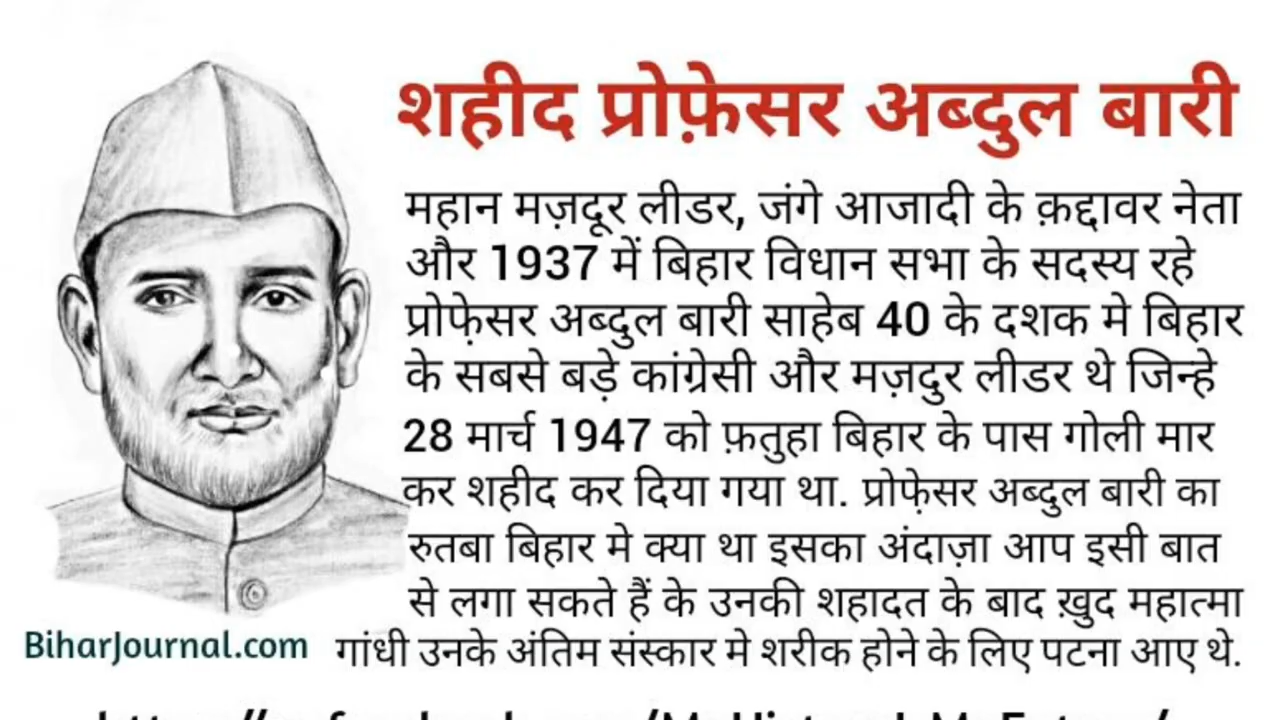 शहीद प्रोफ़ेसर अब्दुल बारी
महान मज़दूर लीडर, जंगे आजादी के क़द्दावर नेता
और 1937 में बिहार विधान सभा के सदस्य रहे
प्रोफे़सर अब्दुल बारी साहेब 40 के दशक मे बिहार
के सबसे बड़े कांग्रेसी और मज़दुर लीडर थे जिन्हे
28 मार्च 1947 को फ़तुहा बिहार के पास गोली मार
कर शहीद कर दिया गया था. प्रोफे़सर अब्दुल बारी का
रुतबा बिहार मे क्या था इसका अंदाज़ा आप इसी बात
से लगा सकते हैं के उनकी शहादत के बाद ख़ुद महात्मा
गांधी उनके अंतिम संस्कार मे शरीक होने के लिए पटना आए थे.
BiharJournal.com